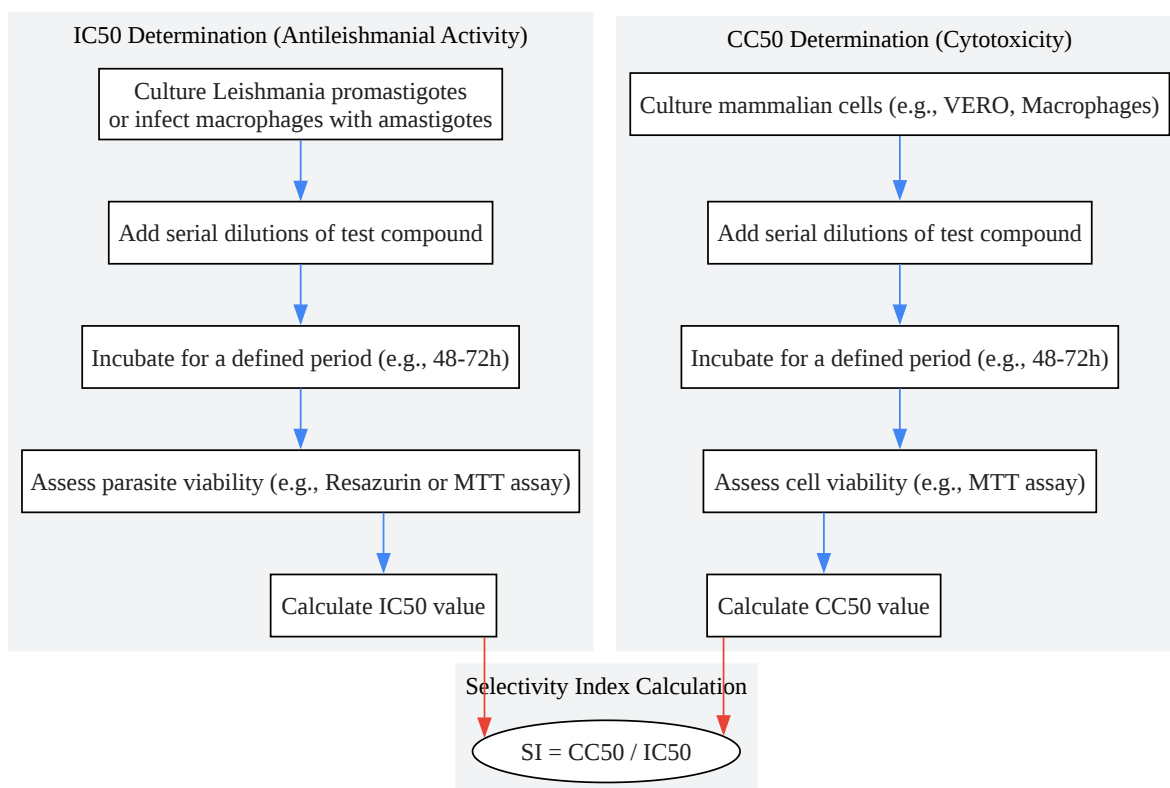 IC50 Determination (Antileishmanial Activity)
Culture Leishmania promastigotes
or infect macrophages with amastigotes
Add serial dilutions of test compound
Incubate for a defined period (e.g., 48-72h)
Assess parasite viability (e.g., Resazurin or MTT assay)
Calculate IC50 value
CC50 Determination (Cytotoxicity)
Culture mammalian cells (e.g., VERO, Macrophages)
Add serial dilutions of test compound
Incubate for a defined period (e.g., 48-72h)
Assess cell viability (e.g., MTT assay)
Calculate CC50 value
Selectivity Index Calculation
SI = CC50 / IC50